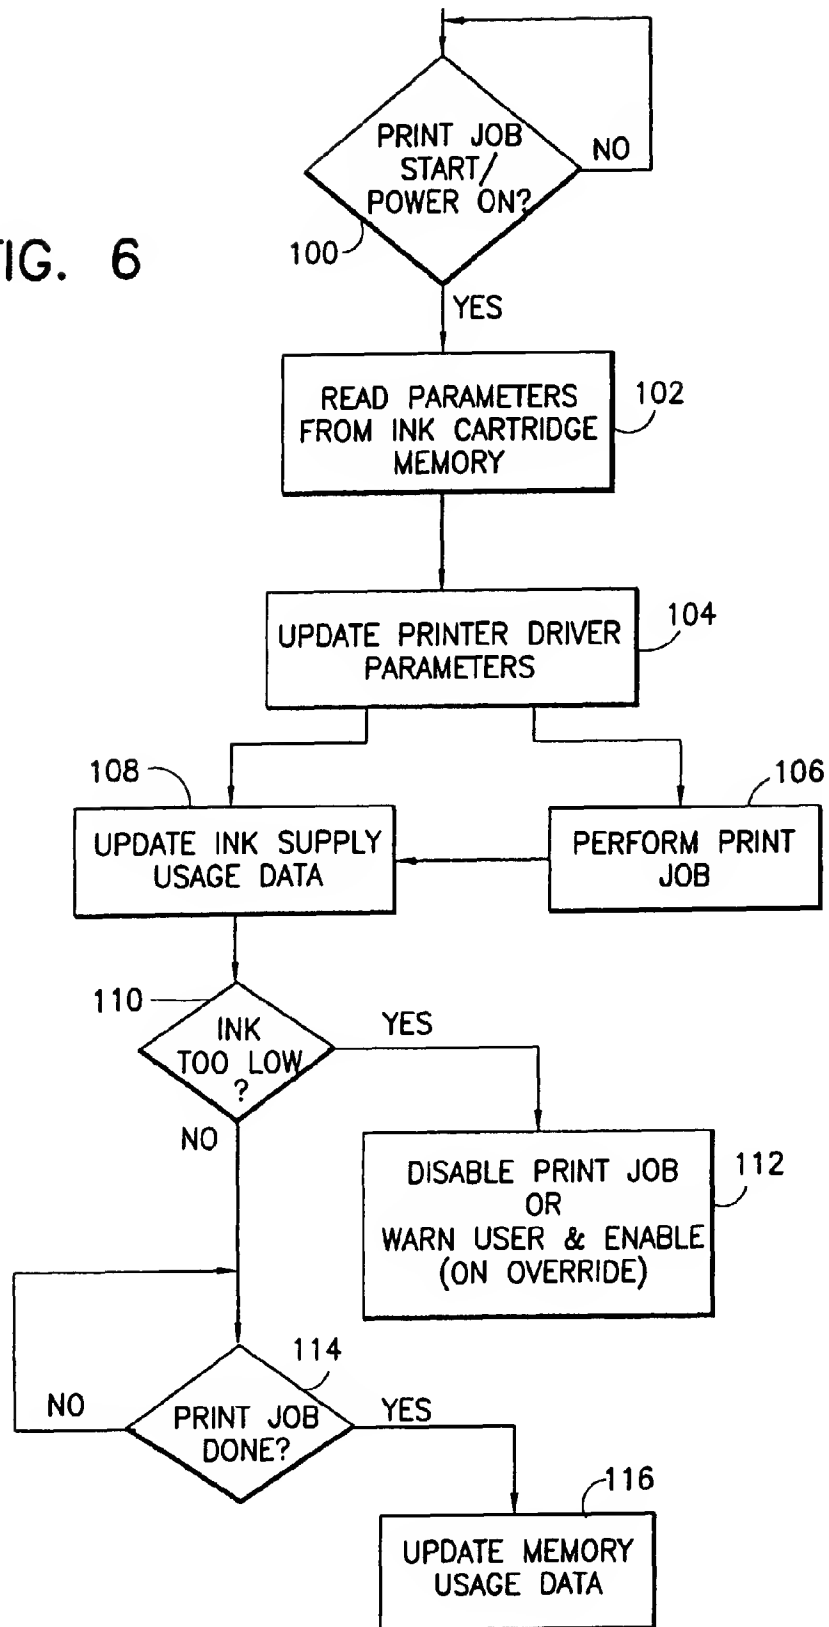 PRINT JOB
START/
POWER ON?
NO
100
FIG. 6
YES
READ PARAMETERS
FROM INK CARTRIDGE
MEMORY
102
UPDATE PRINTER DRIVER
PARAMETERS
104
108
106
UPDATE INK SUPPLY
USAGE DATA
PERFORM PRINT
JOB
110
INK
TOO LOW
?
YES
NO
DISABLE PRINT JOB
OR
WARN USER & ENABLE
(ON OVERRIDE)
112
114
NO
PRINT JOB
DONE?
YES
116
UPDATE MEMORY
USAGE DATA